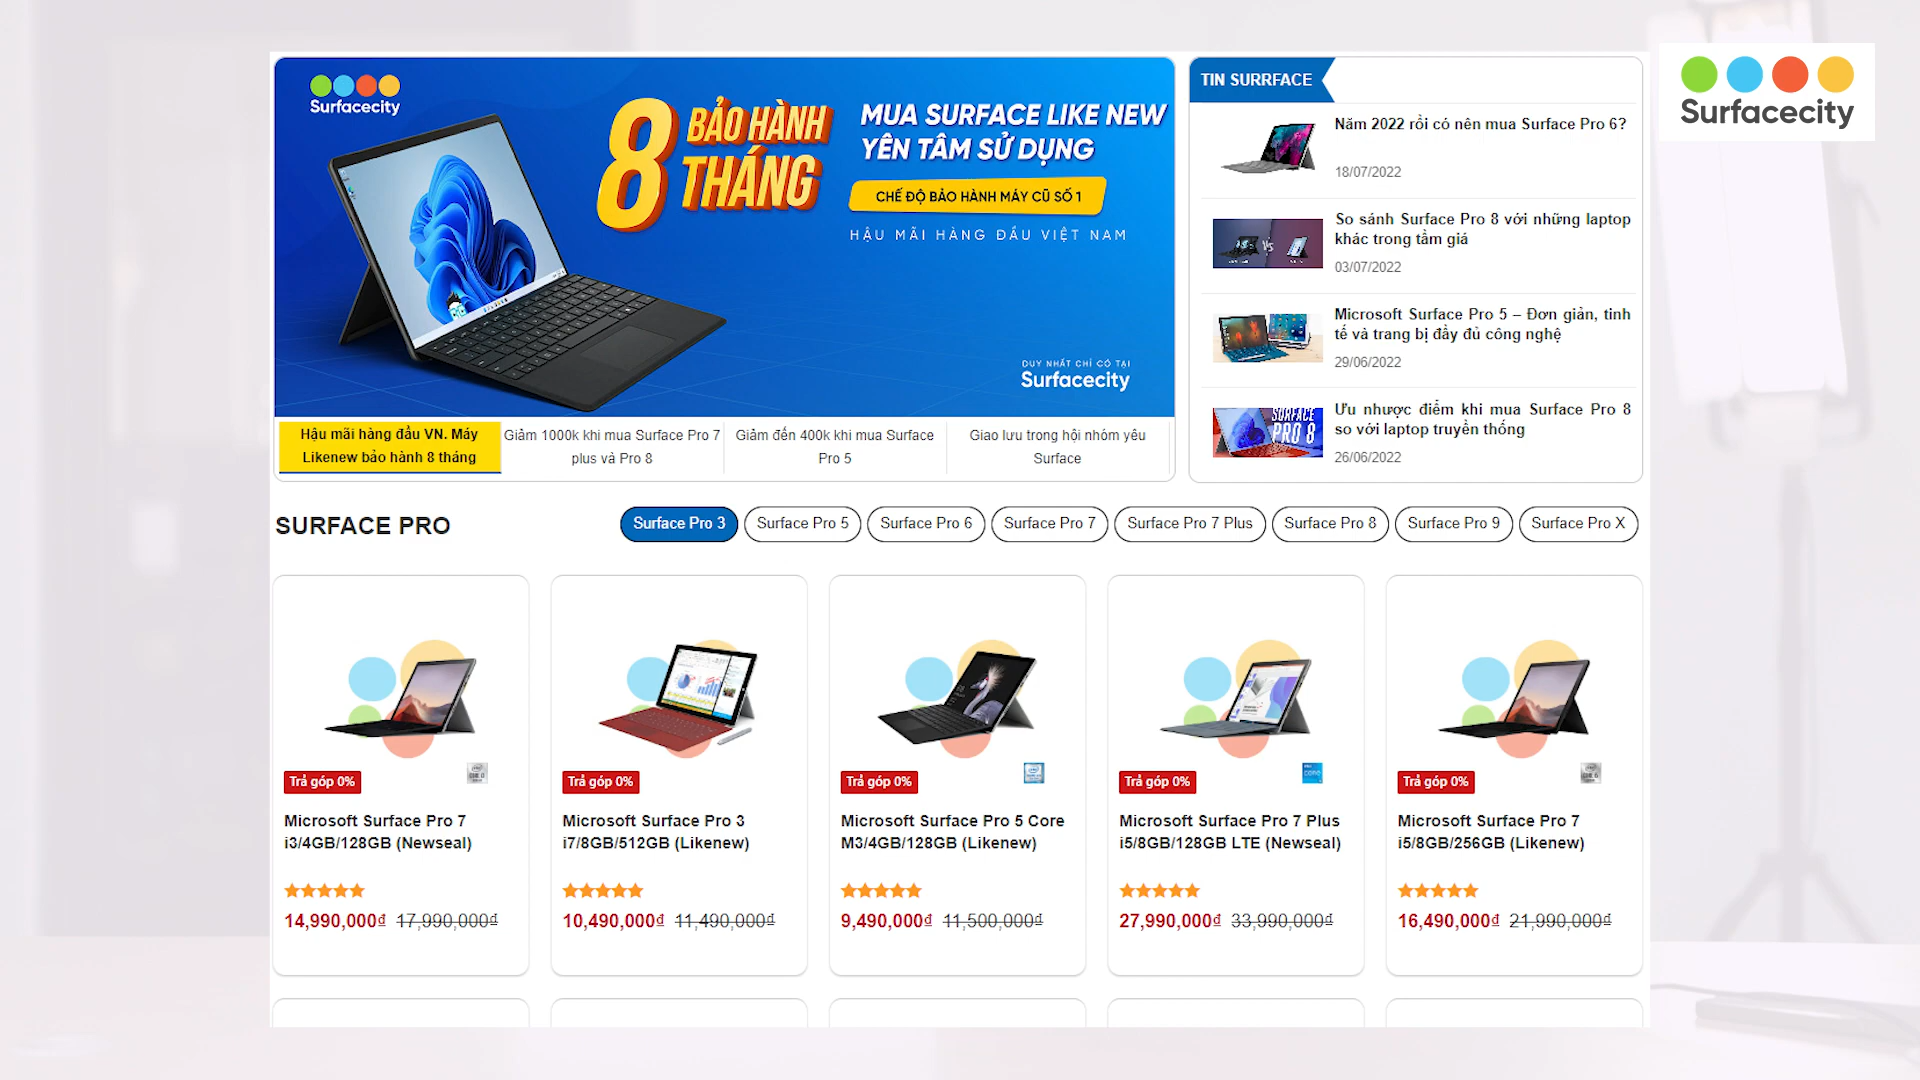 Surfacecity
8 BẢO HÀNH
THÁNG
MUA SURFACE LIKE NEW
YÊN TÂM SỬ DỤNG
CHẾ ĐỘ BẢO HÀNH MÁY CŨ SỐ 1
HẬU MÃI HÀNG ĐẦU VIỆT NAM
DUY NHẤT CHỈ CÓ TẠI
Surfacecity
Hậu mãi hàng đầu VN. Máy
Likenew bảo hành 8 tháng
Giảm 1000k khi mua Surface Pro 7
plus và Pro 8
Giảm đến 400k khi mua Surface
Pro 5
Giao lưu trong hội nhóm yêu
Surface
TIN SURRFACE
Năm 2022 rồi có nên mua Surface Pro 6?
18/07/2022
So sánh Surface Pro 8 với những laptop
khác trong tầm giá
03/07/2022
Microsoft Surface Pro 5 – Đơn giản, tinh
tế và trang bị đầy đủ công nghệ
29/06/2022
SURFACE
PRO 8
Ưu nhược điểm khi mua Surface Pro 8
so với laptop truyền thống
26/06/2022
Surfacecity
SURFACE PRO
Surface Pro 3
Surface Pro 5
Surface Pro 6
Surface Pro 7
Surface Pro 7 Plus
Surface Pro 8
Surface Pro 9
Surface Pro X
Trả góp 0%
Microsoft Surface Pro 7
i3/4GB/128GB (Newseal)
14,990,000₫ 17,990,000₫
Trả góp 0%
Microsoft Surface Pro 3
i7/8GB/512GB (Likenew)
10,490,000₫ 11,490,000₫
Trả góp 0%
Microsoft Surface Pro 5 Core
M3/4GB/128GB (Likenew)
9,490,000₫ 11,500,000₫
Trả góp 0%
Microsoft Surface Pro 7 Plus
i5/8GB/128GB LTE (Newseal)
27,990,000₫ 33,990,000₫
Trả góp 0%
Microsoft Surface Pro 7
i5/8GB/256GB (Likenew)
16,490,000₫ 21,990,000₫